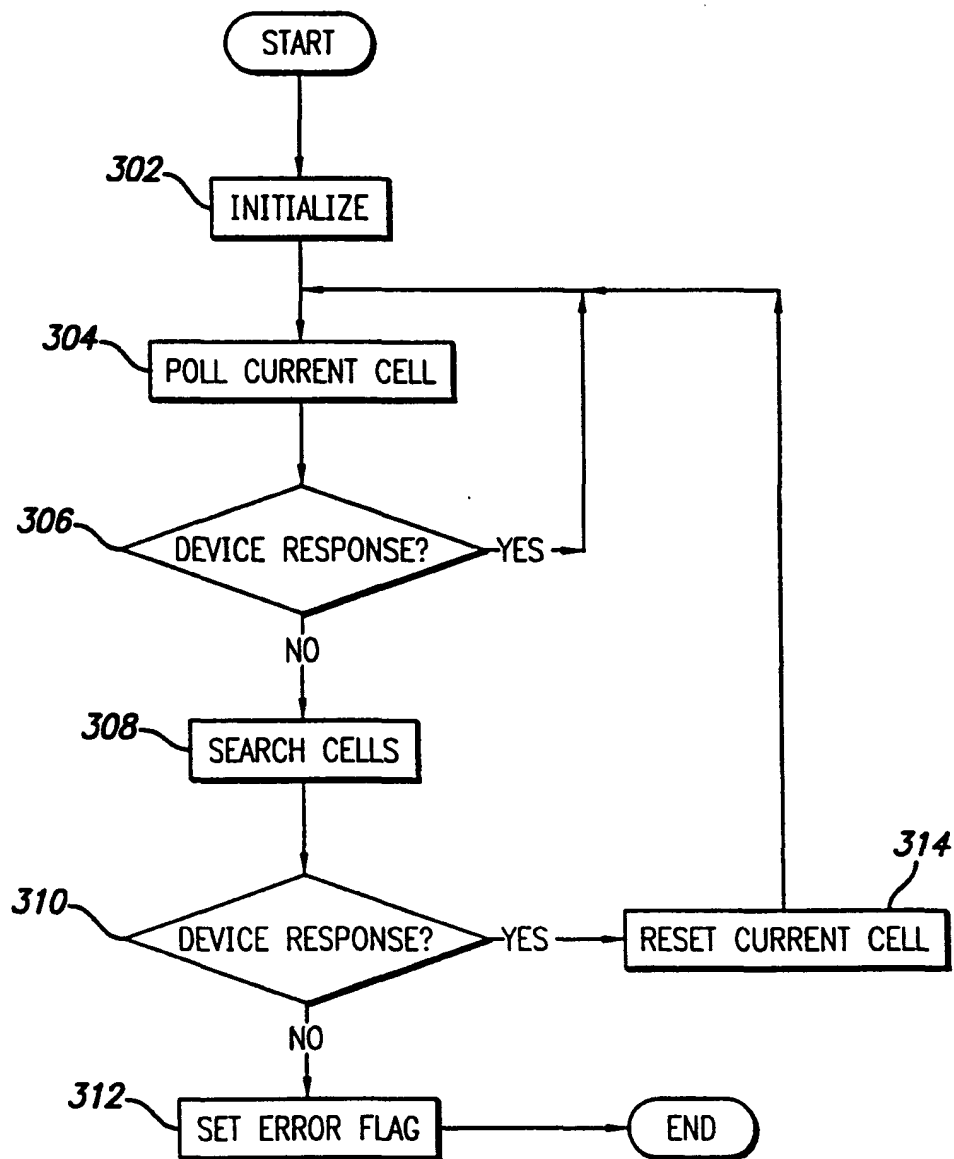 START
302
INITIALIZE
304
POLL CURRENT CELL
306
DEVICE RESPONSE?
YES
NO
308
SEARCH CELLS
310
DEVICE RESPONSE?
YES
314
RESET CURRENT CELL
NO
312
SET ERROR FLAG
END